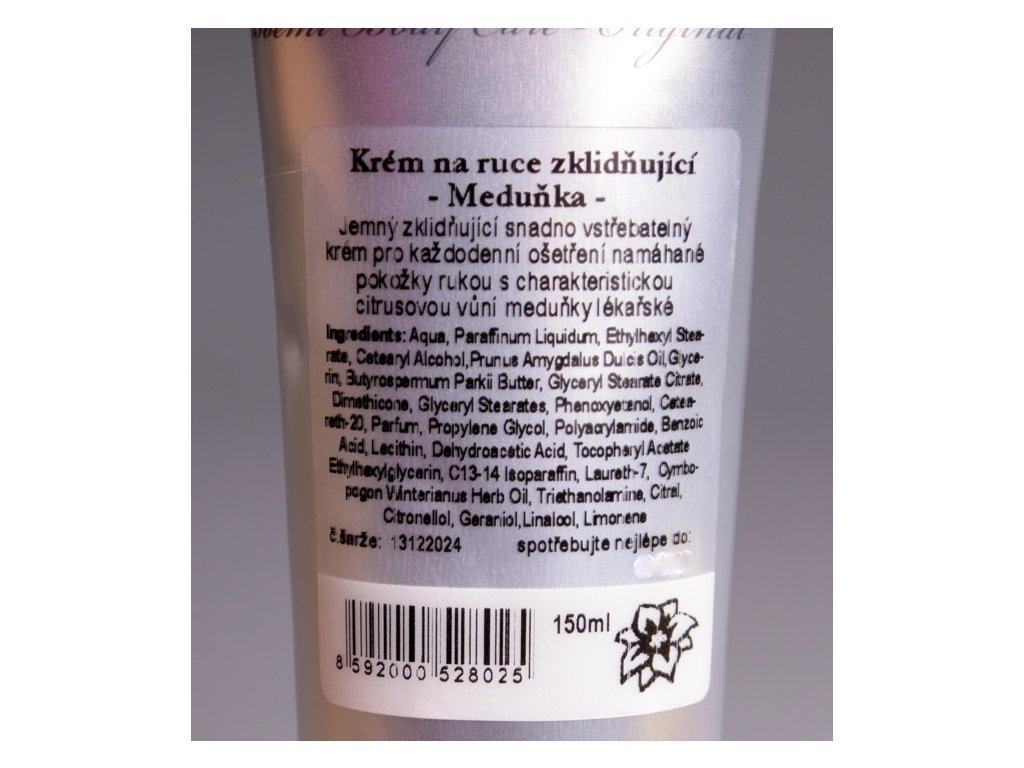 Body Care - Original
Krém na ruce zklidňující
- Meduňka -
Jemný zklidňující snadno vstřebatelný
krém pro každodenní ošetření namáhané
pokožky rukou s charakteristickou
citrusovou vůní meduňky lékařské
Ingredients: Aqua, Paraffinum Liquidum, Ethylhexyl Stea-
rate, Cetearyl Alcohol,Prunus Amygdalus Dulcis Oil,Glyce-
rin, Butyrospermum Parkii Butter, Glyceryl Stearate Citrate,
Dimethicone, Glyceryl Stearates, Phenoxyetenol, Cetea-
reth-20, Parfum, Propylene Glycol, Polyacrylamide, Benzoic
Acid, Lecithin, Dehydroacetic Acid, Tocopheryl Acetate
Ethylhexylglycerin, C13-14 Isoparaffin, Laureth-7, Cymbo-
pogon Winterianus Herb Oil, Triethanolamine, Citral,
Citronellol, Geraniol,Linalool, Limonene
č.šarže: 13122024 spotřebujte nejlépe do:
150ml
8 592000 528025